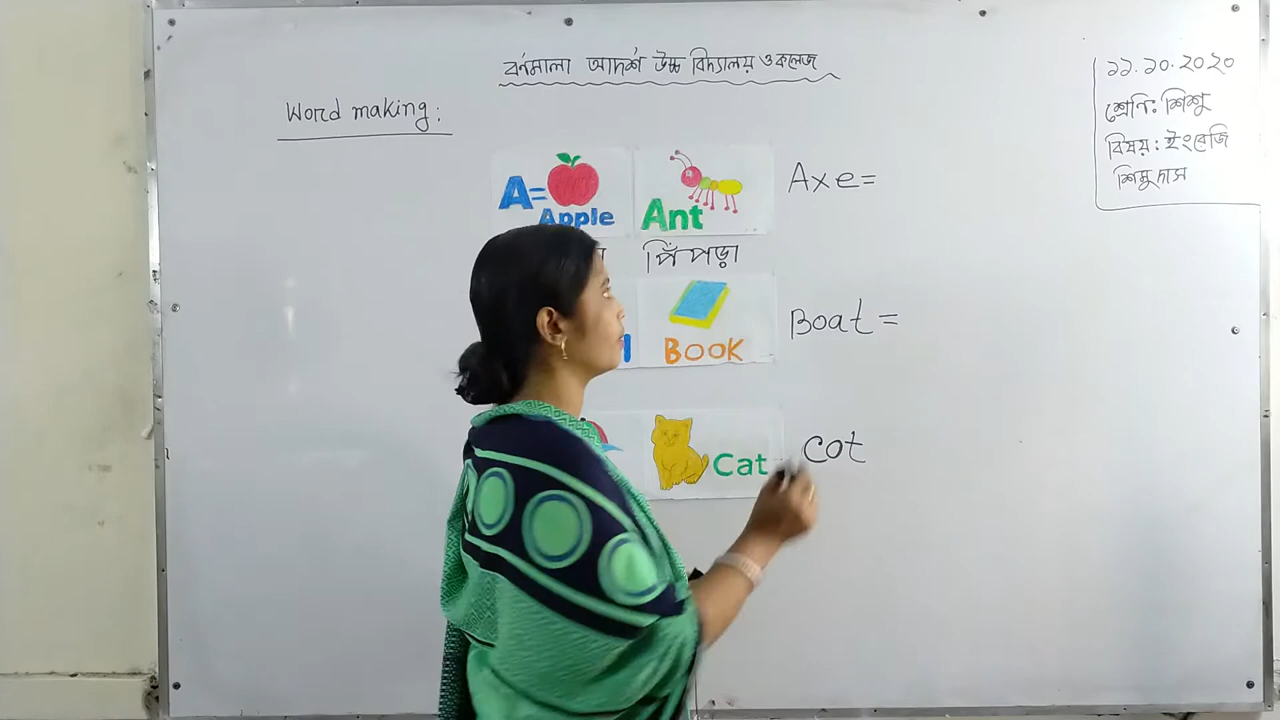 বর্ণমালা আদর্শ উচ্চ বিদ্যালয় ও কলেজ
১১.১০.২০২০
শ্রেণি: শিশু
বিষয়: ইংরেজি
শিমু দাস
Word making:
A= Apple
Ant
Axe=
পিঁপড়া
BOOK
Boat =
Cat
cot